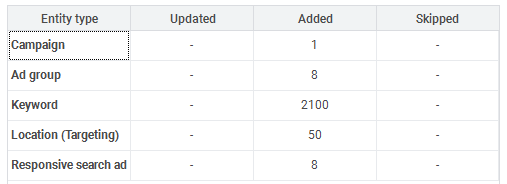 Entity type Updated Added Skipped
Campaign - 1 -
Ad group - 8 -
Keyword - 2100 -
Location (Targeting) - 50 -
Responsive search ad - 8 -